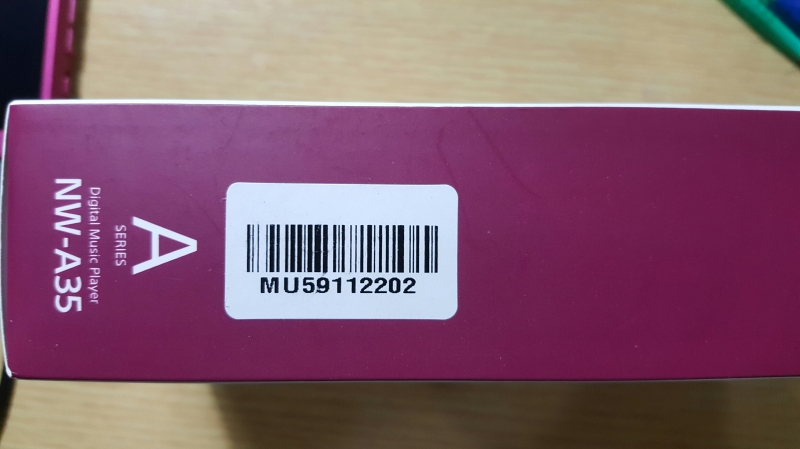 A
SERIES
Digital Music Player
NW-A35
MU59112202